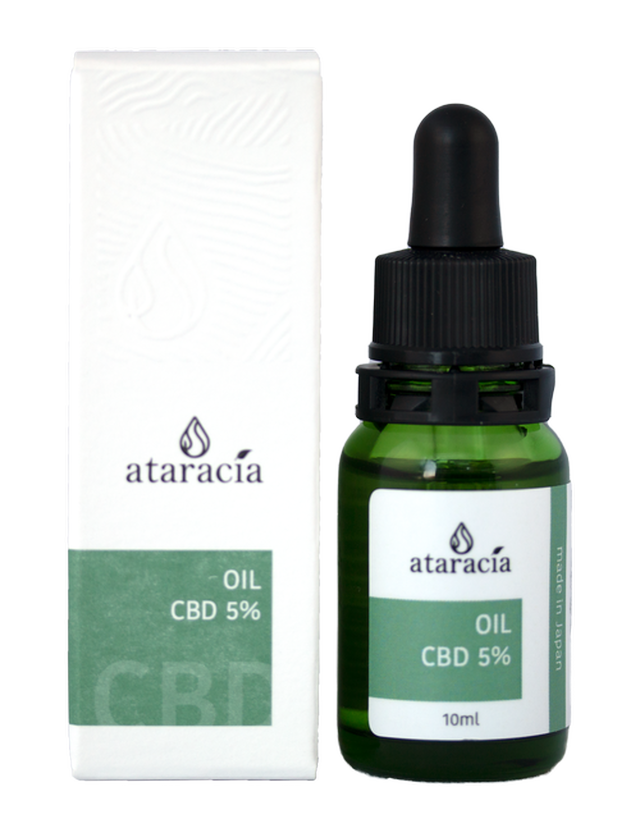 ataracia
OIL
CBD 5%
CBD
ataracia
OIL
CBD 5%
10ml
made in Japan